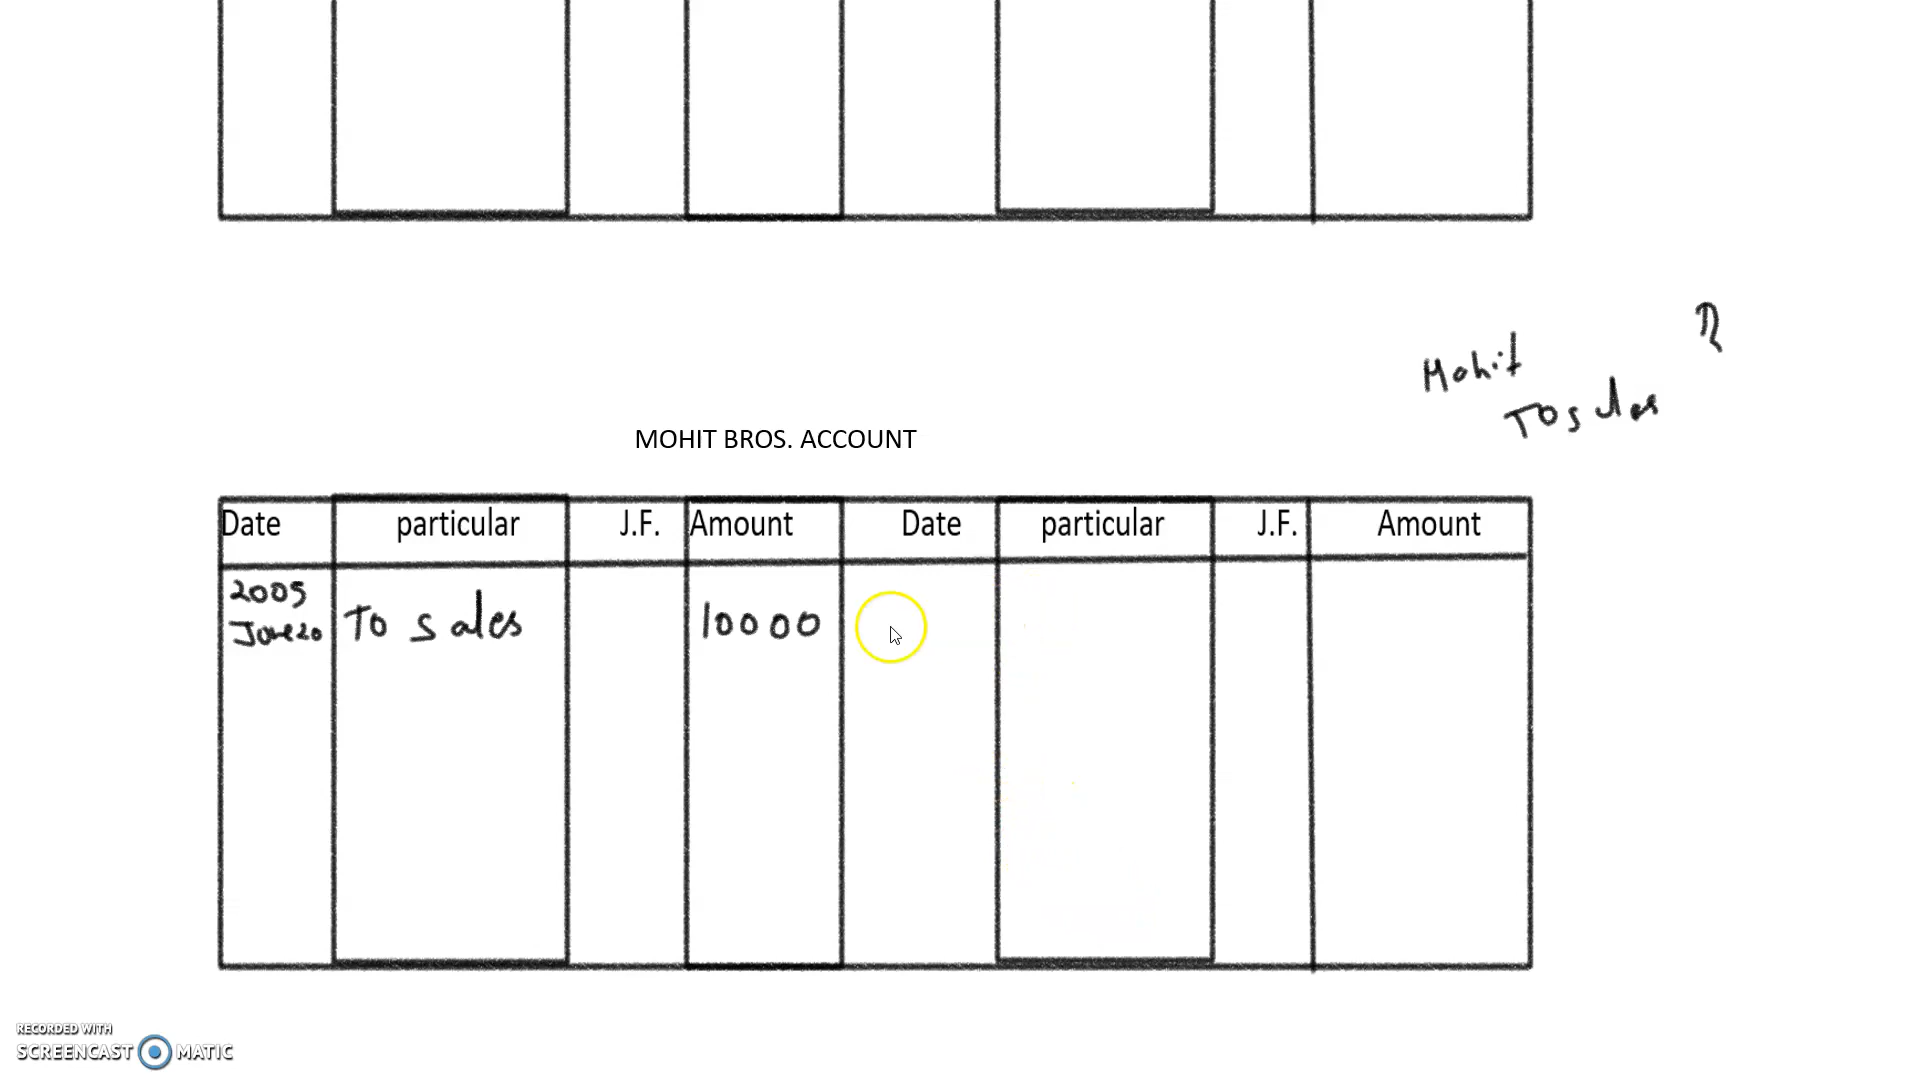 Mohit
To sales
MOHIT BROS. ACCOUNT
Date particular J.F. Amount Date particular J.F. Amount
2005
June 20 To sales 10000
RECORDED WITH
SCREENCAST MATIC